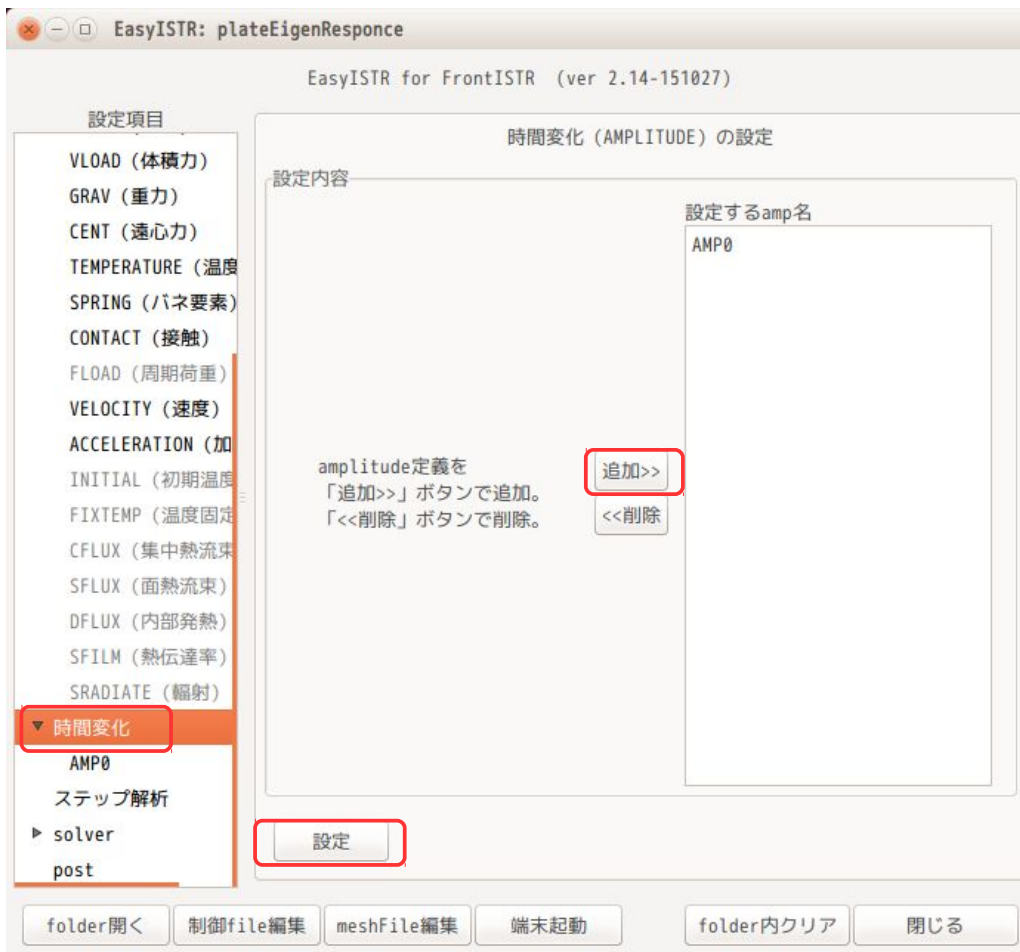 EasyISTR: plateEigenResponce
EasyISTR for FrontISTR (ver 2.14-151027)
設定項目
VLOAD (体積力)
GRAV (重力)
CENT (遠心力)
TEMPERATURE (温度
SPRING (バネ要素)
CONTACT (接触)
FLOAD (周期荷重)
VELOCITY (速度)
ACCELERATION (加
INITIAL (初期温度
FIXTEMP (温度固定
CFLUX (集中熱流束
SFLUX (面熱流束)
DFLUX (内部発熱)
SFILM (熱伝達率)
SRADIATE (輻射)
時間変化
AMP0
ステップ解析
solver
post
時間変化 (AMPLITUDE) の設定
設定内容
設定するamp名
AMP0
amplitude定義を
「追加>>」ボタンで追加。
「<<削除」ボタンで削除。
追加>>
<<削除
設定
folder開く
制御file編集
meshFile編集
端末起動
folder内クリア
閉じる